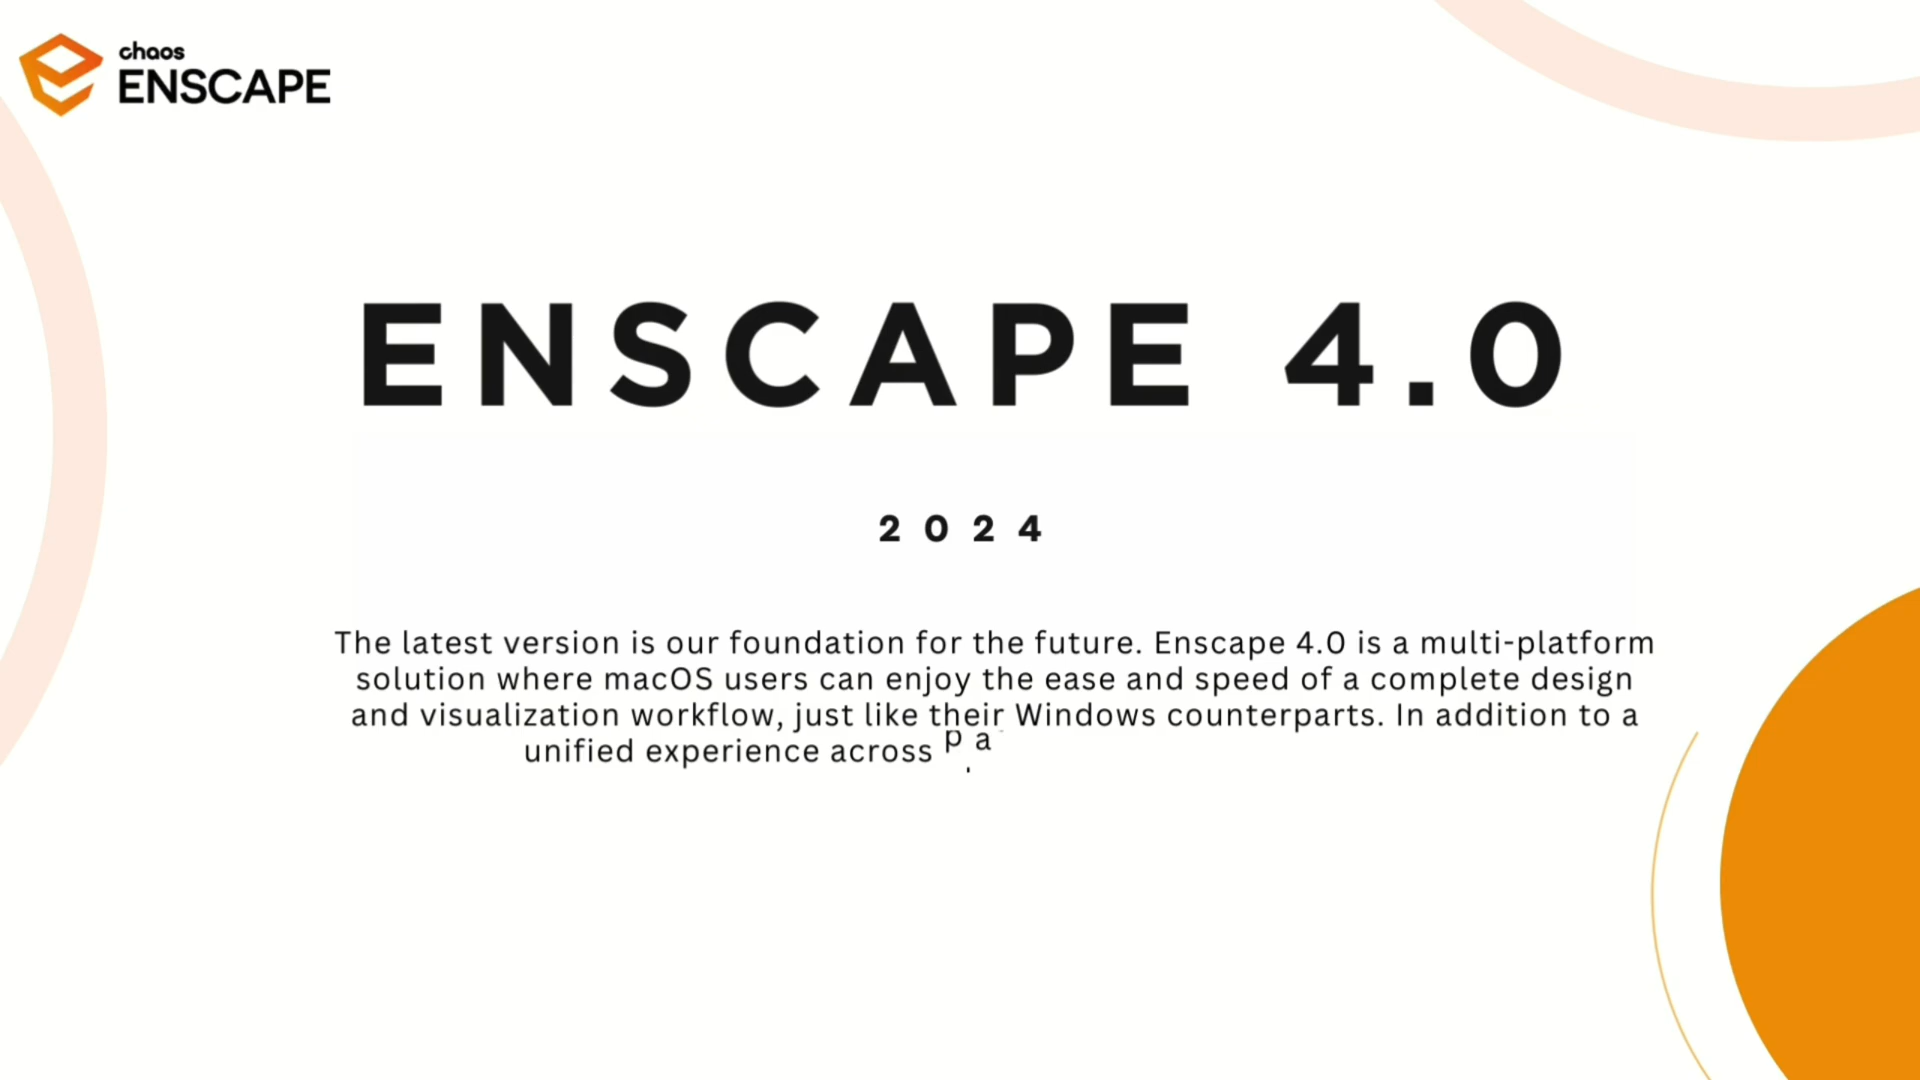 chaos
ENSCAPE
ENSCAPE 4.0
2024
The latest version is our foundation for the future. Enscape 4.0 is a multi-platform
solution where macOS users can enjoy the ease and speed of a complete design
and visualization workflow, just like their Windows counterparts. In addition to a
unified experience across